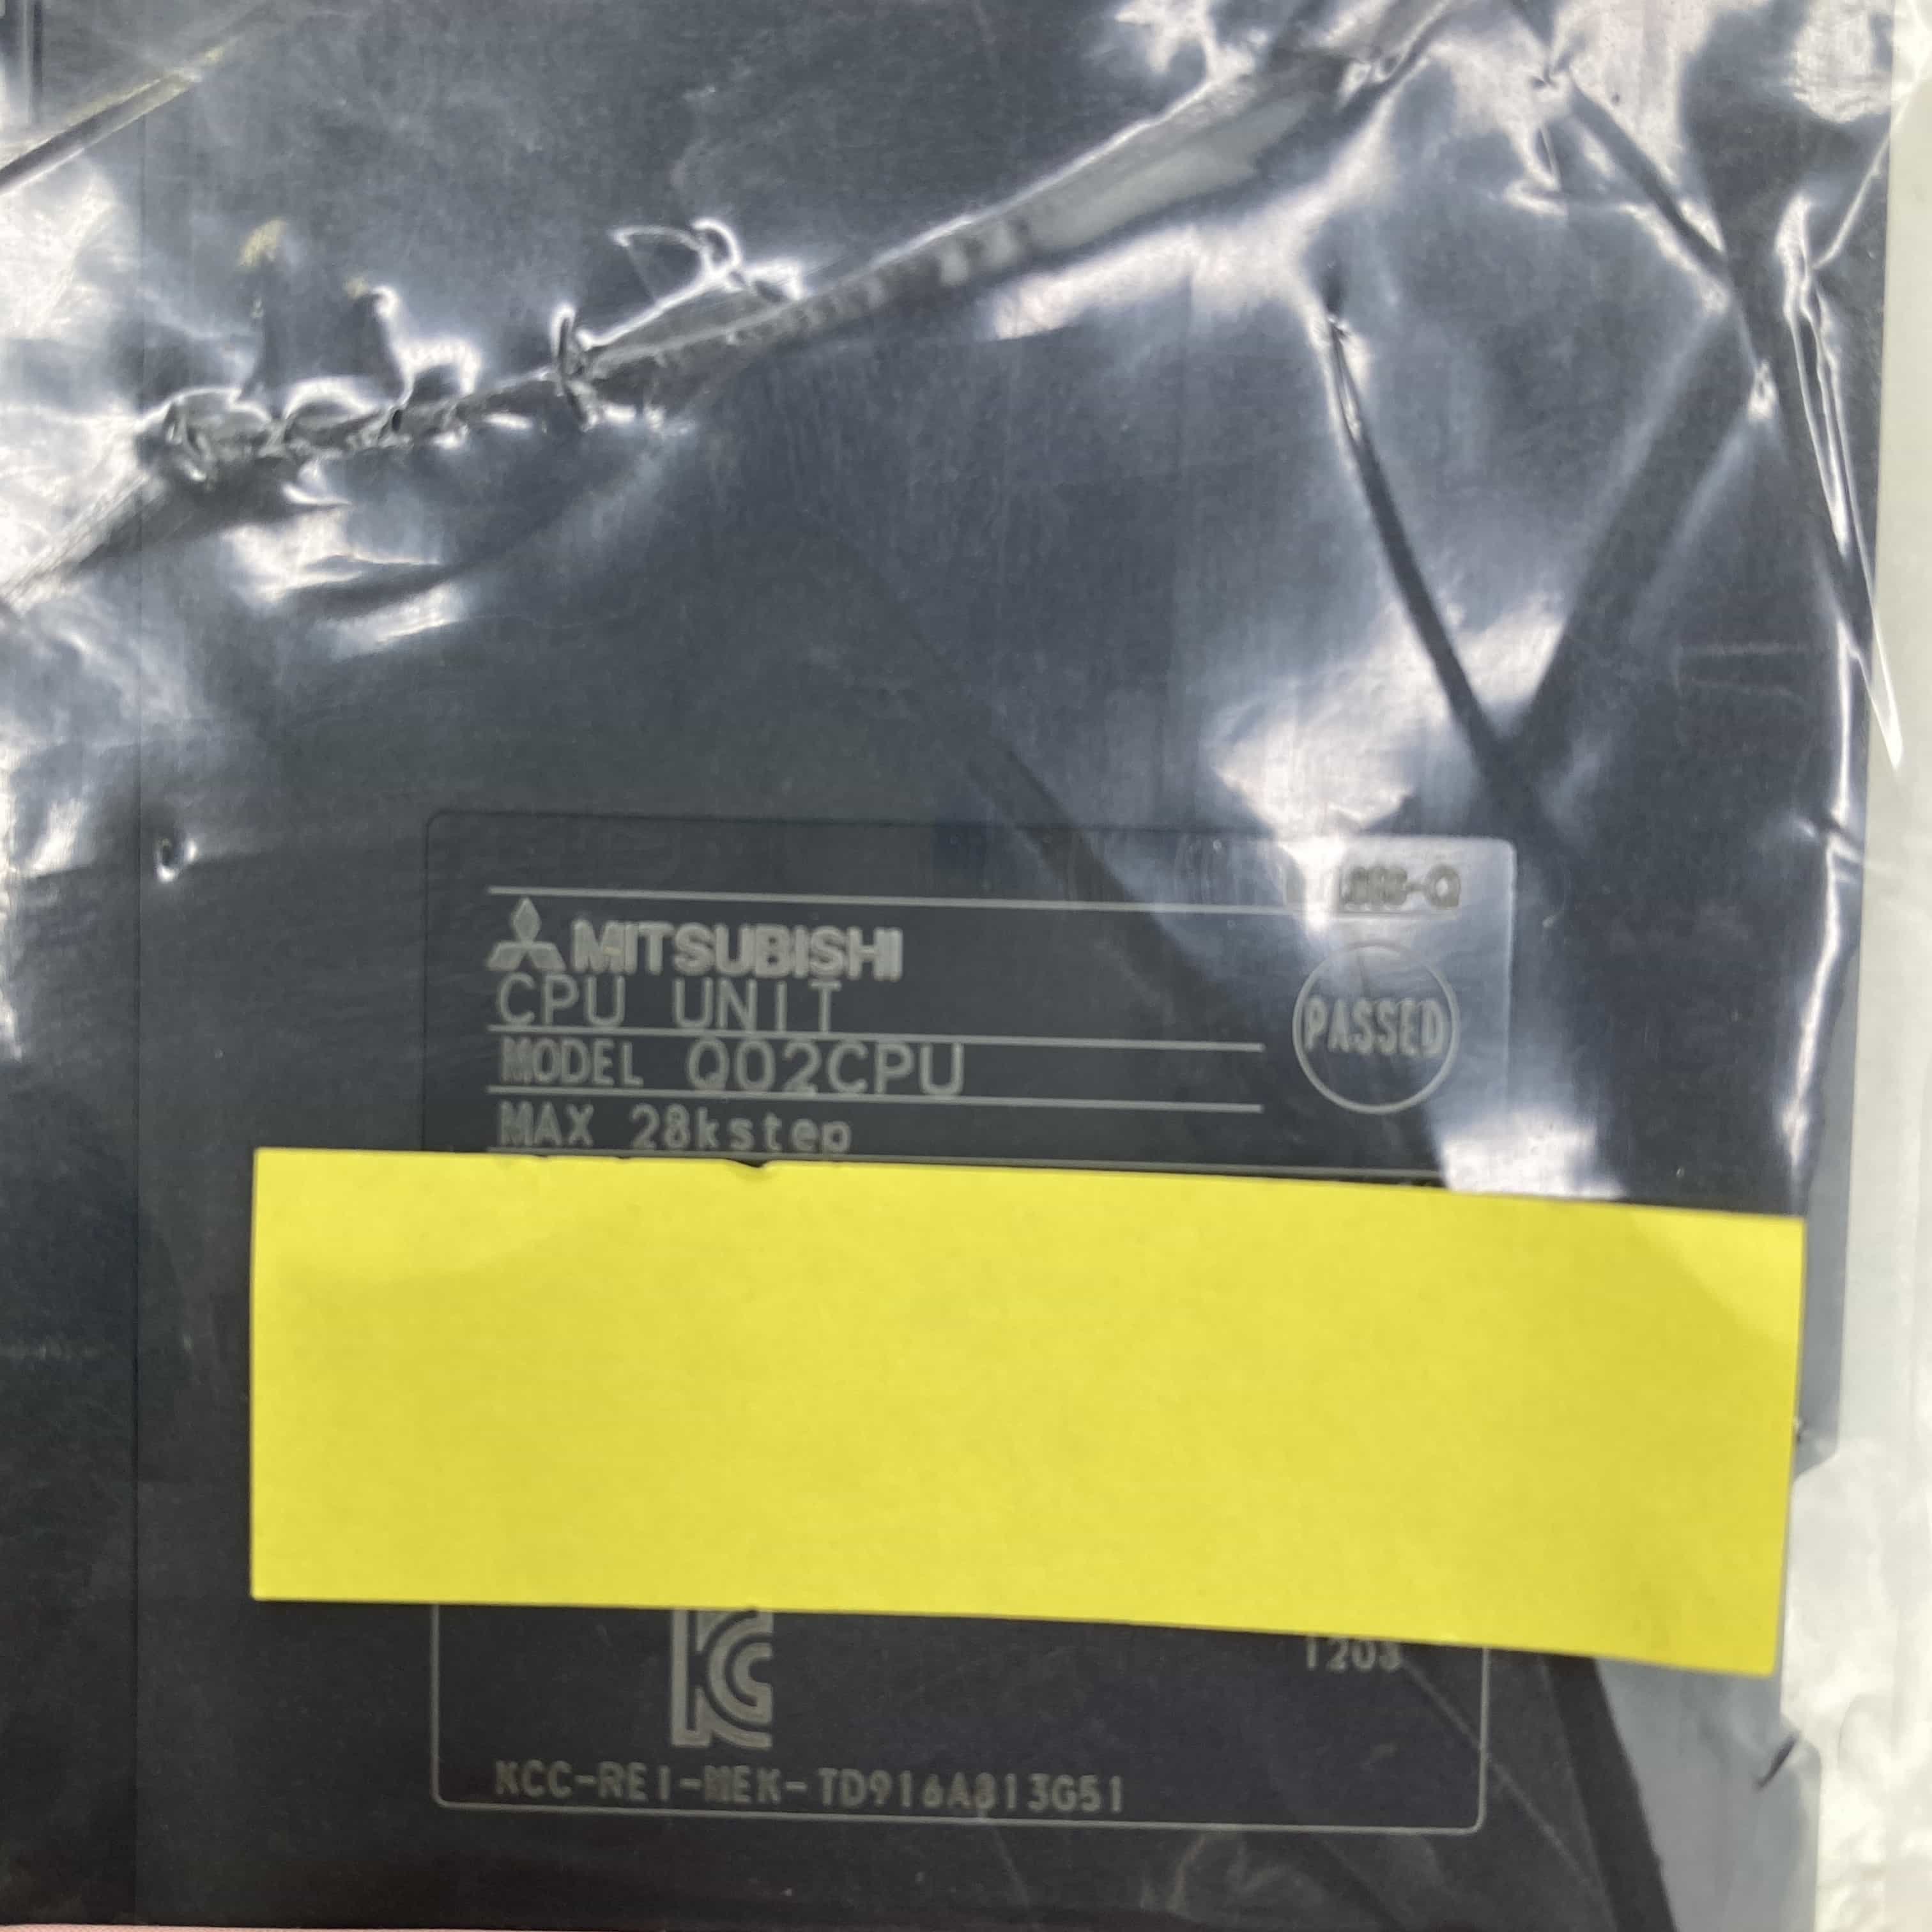 MITSUBISHI
CPU UNIT
PASSED
MODEL Q02CPU
MAX 28kstep
KCC-REI-MEK-TD916A813G51